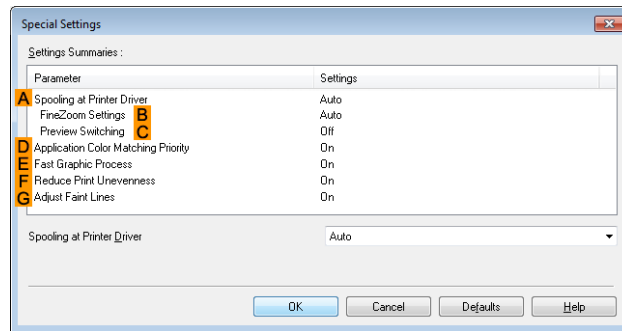 Special Settings
Settings Summaries :
Parameter Settings
A Spooling at Printer Driver Auto
FineZoom Settings B Auto
Preview Switching C Off
D Application Color Matching Priority On
E Fast Graphic Process On
F Reduce Print Unevenness On
G Adjust Faint Lines On
Spooling at Printer Driver Auto
OK Cancel Defaults Help